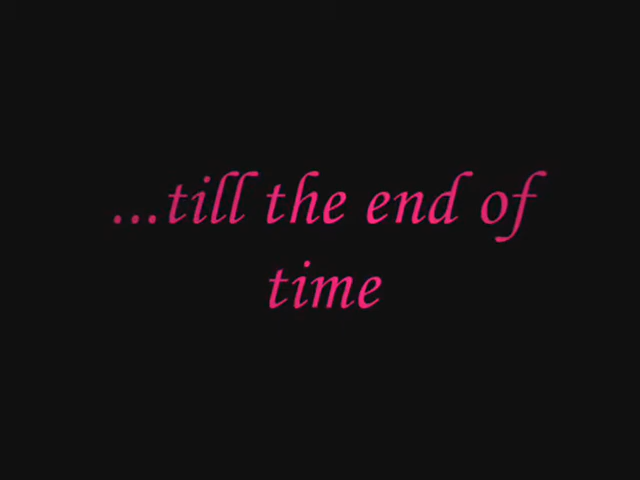 ...till the end of
time